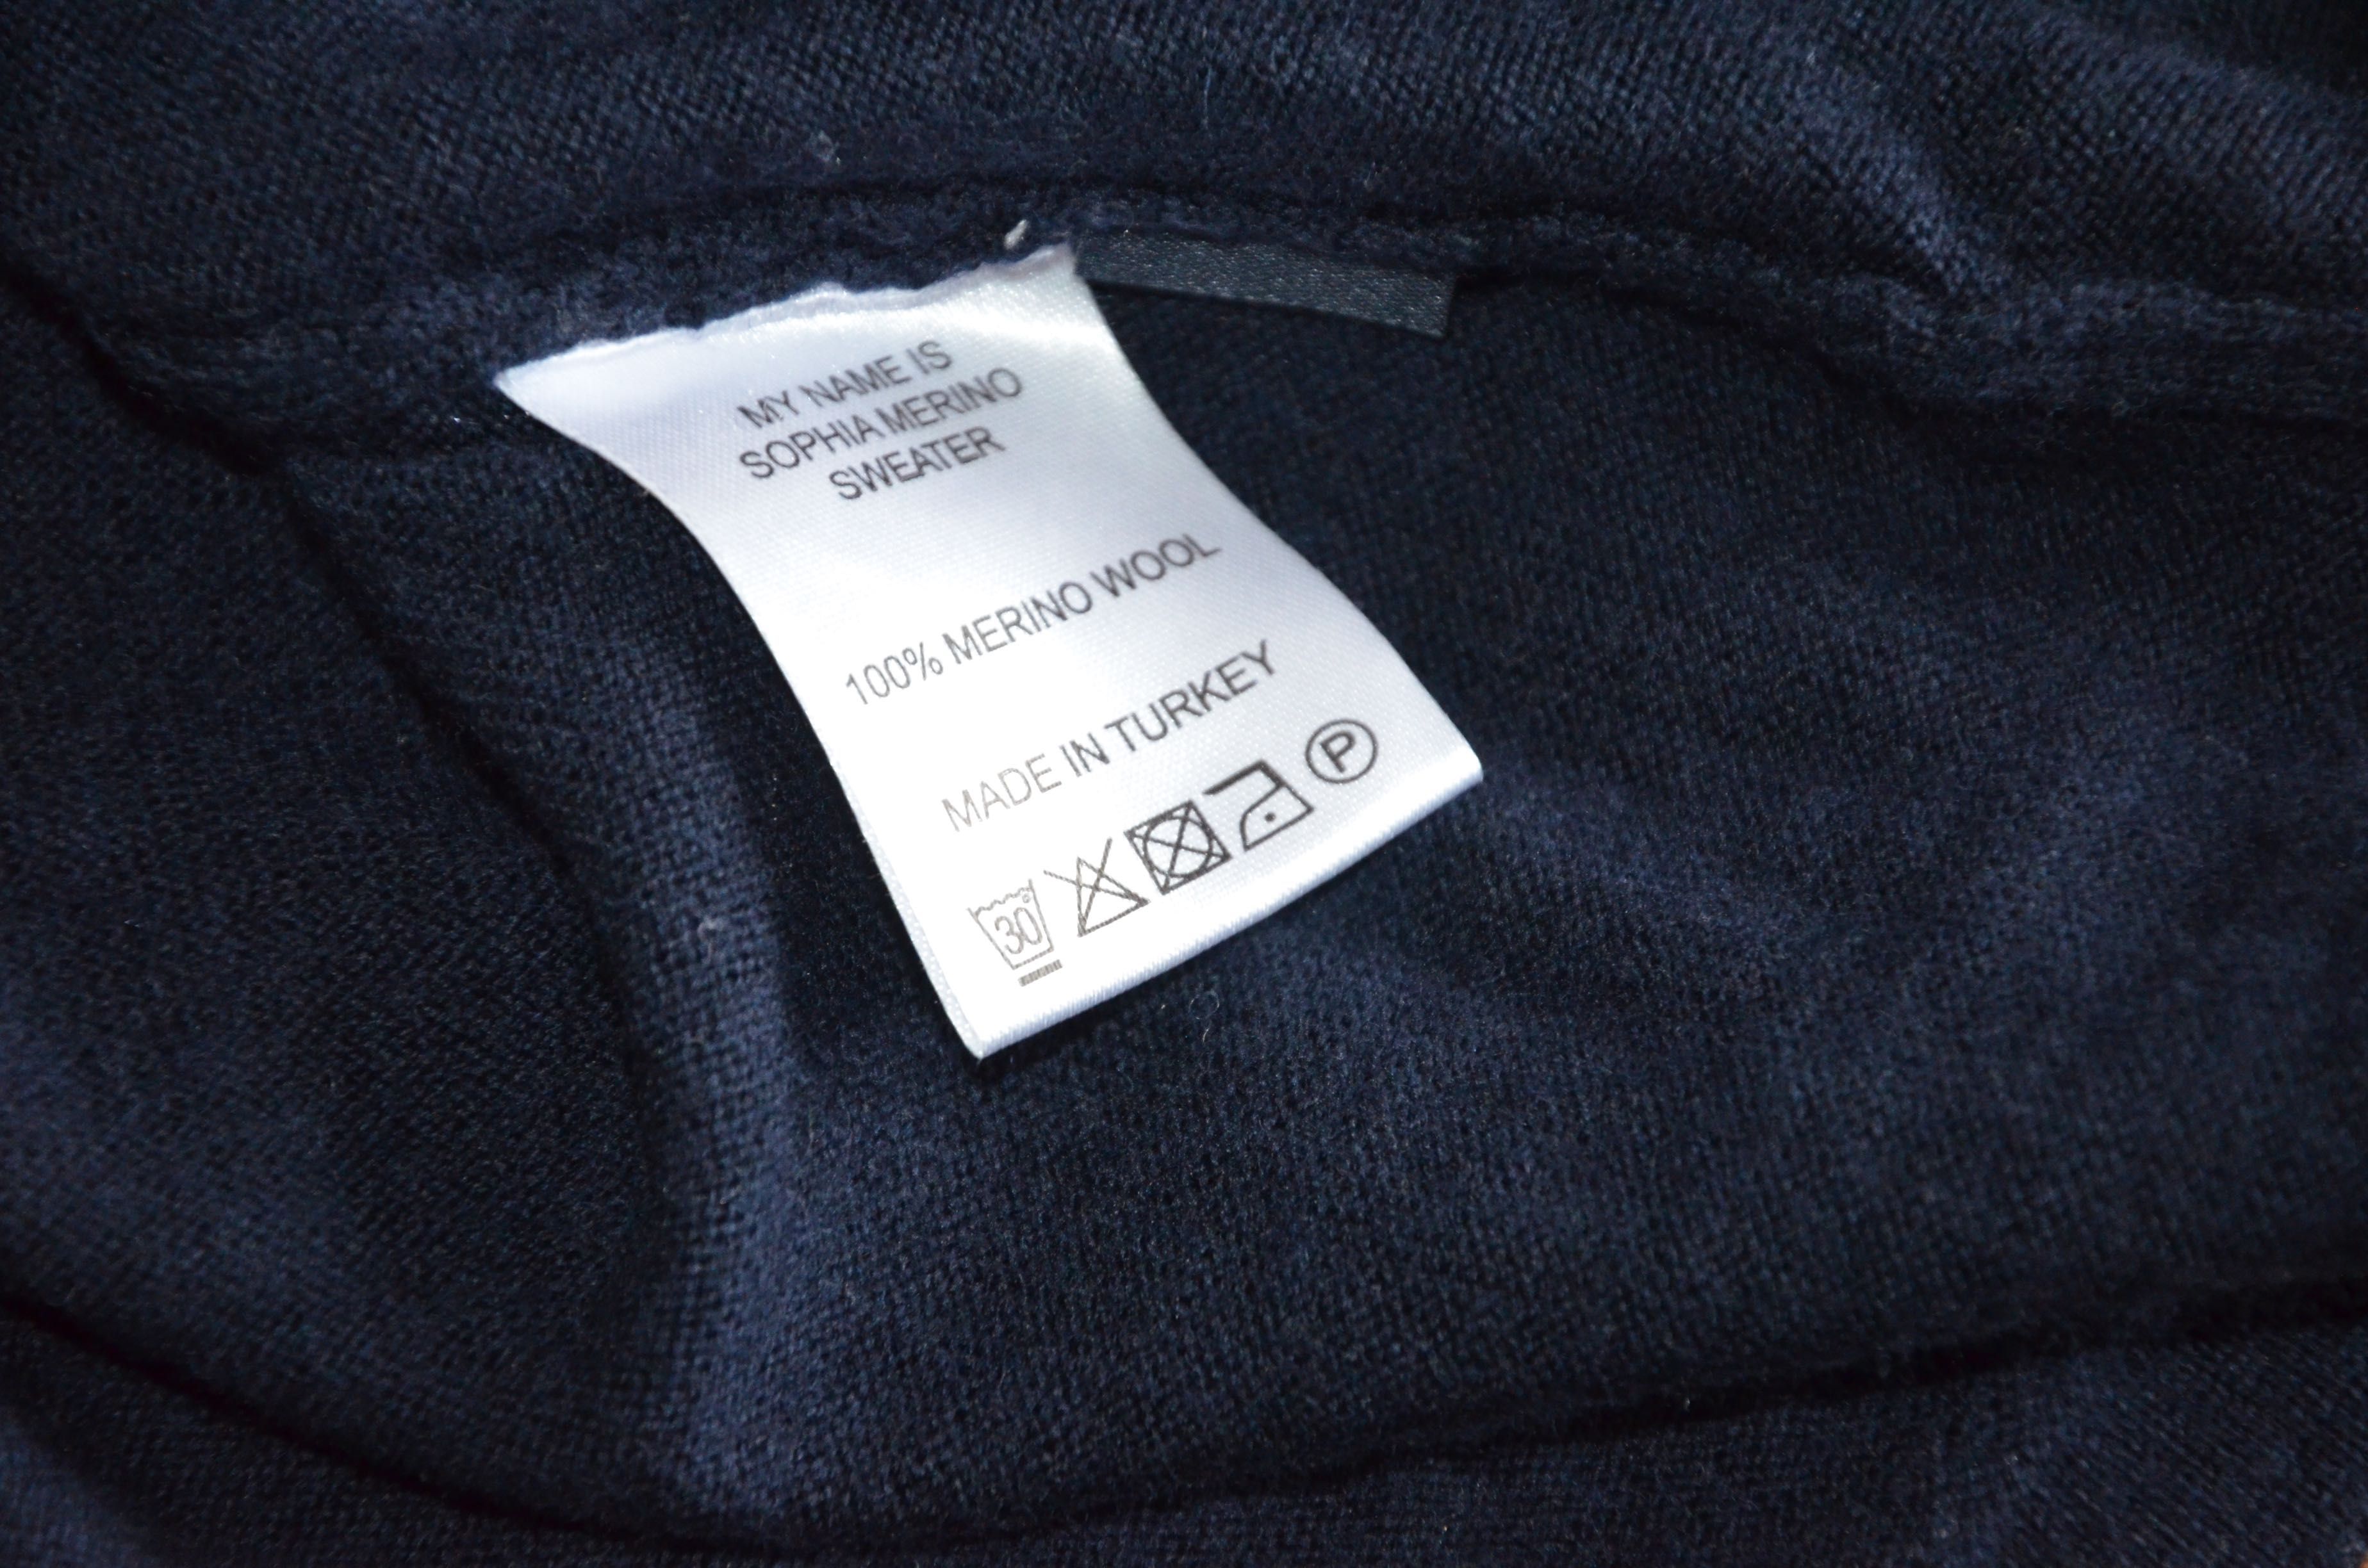 MY NAME IS
SOPHIA MERINO
SWEATER
100% MERINO WOOL
MADE IN TURKEY
30° P